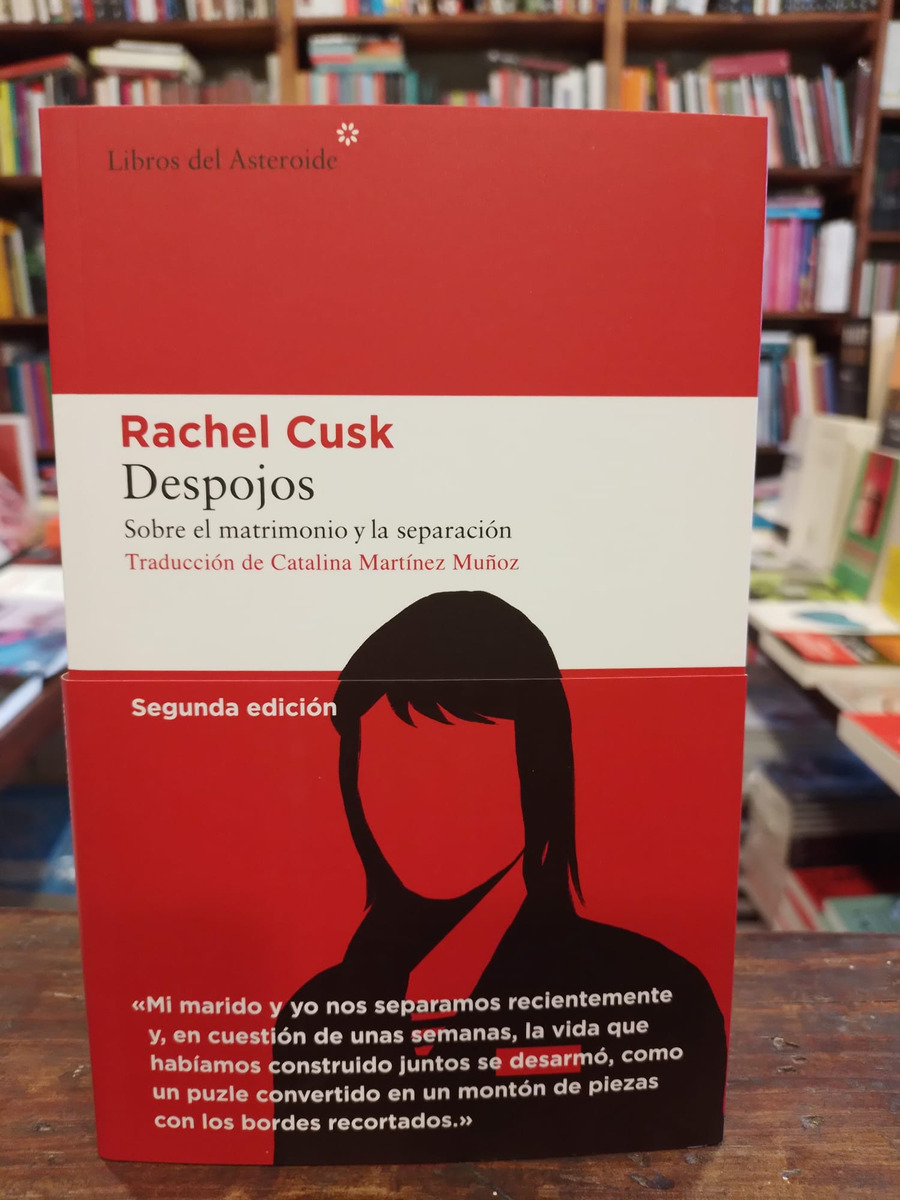 Libros del Asteroide
Rachel Cusk
Despojos
Sobre el matrimonio y la separación
Traducción de Catalina Martínez Muñoz
Segunda edición
«Mi marido y yo nos separamos recientemente
y, en cuestión de unas semanas, la vida que
habíamos construido juntos se desarmó, como
un puzle convertido en un montón de piezas
con los bordes recortados.»